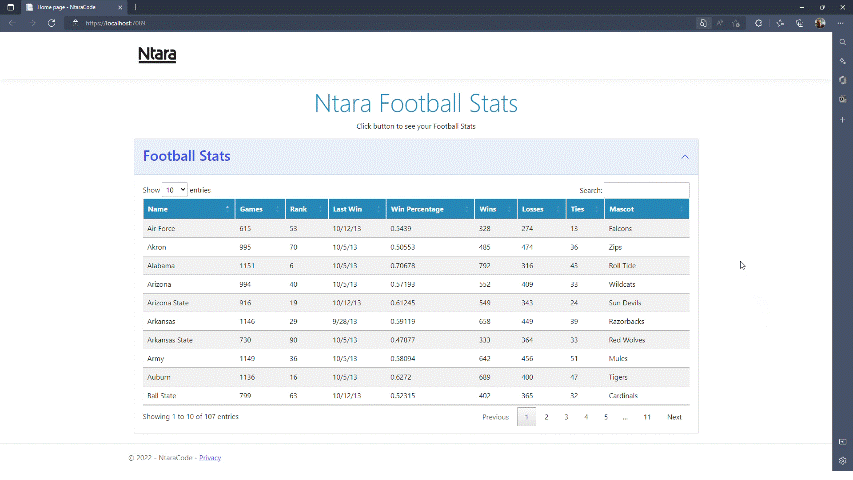 Home page - NtaraCode
https://localhost:7089
Ntara
Ntara Football Stats
Click button to see your Football Stats
Football Stats
Show 10 entries Search:
Name Games Rank Last Win Win Percentage Wins Losses Ties Mascot
Air Force 615 53 10/12/13 0.5439 328 274 13 Falcons
Akron 995 70 10/5/13 0.50553 485 474 36 Zips
Alabama 1151 6 10/5/13 0.70678 792 316 43 Roll Tide
Arizona 994 40 10/5/13 0.57193 552 409 33 Wildcats
Arizona State 916 19 10/12/13 0.61245 549 343 24 Sun Devils
Arkansas 1146 29 9/28/13 0.59119 658 449 39 Razorbacks
Arkansas State 730 90 10/5/13 0.47877 333 364 33 Red Wolves
Army 1149 36 10/5/13 0.58094 642 456 51 Mules
Auburn 1136 16 10/5/13 0.6272 689 400 47 Tigers
Ball State 799 63 10/12/13 0.52315 402 365 32 Cardinals
Showing 1 to 10 of 107 entries Previous 1 2 3 4 5 ... 11 Next
© 2022 - NtaraCode - Privacy